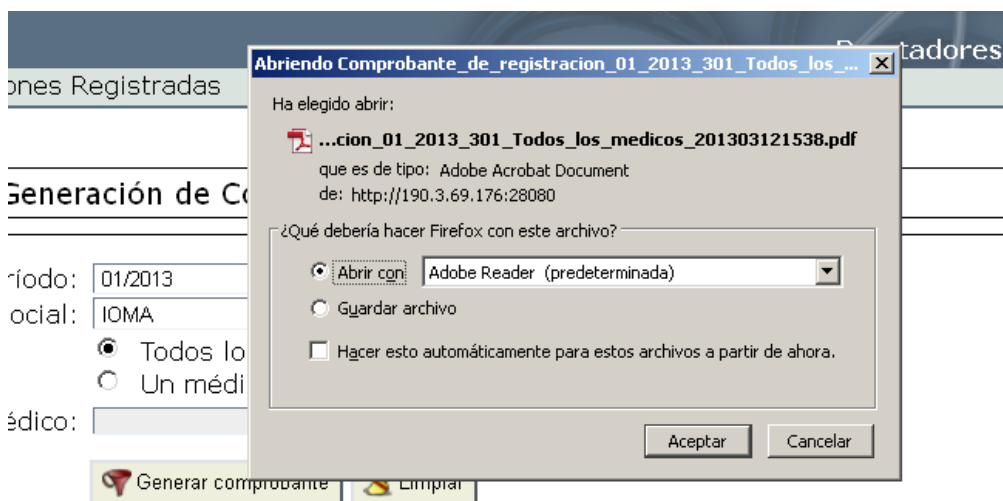 tadores
Abriendo Comprobante_de_registracion_01_2013_301_Todos_los_...
ones Registradas
Ha elegido abrir:
...cion_01_2013_301_Todos_los_medicos_201303121538.pdf
que es de tipo: Adobe Acrobat Document
de: http://190.3.69.176:28080
Generación de Co
¿Qué debería hacer Firefox con este archivo?
Abrir con Adobe Reader (predeterminada)
ríodo: 01/2013
Guardar archivo
ocial: IOMA
Todos lo
Hacer esto automáticamente para estos archivos a partir de ahora.
Un médi
édico:
Aceptar Cancelar
Generar comprobante Limpiar